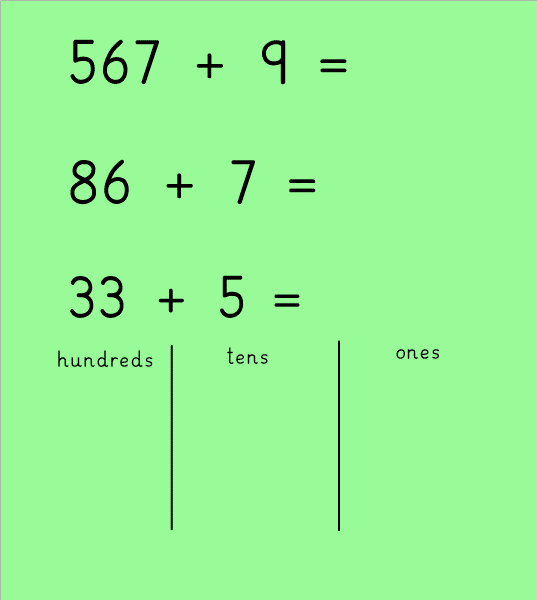 567 + 9 =
86 + 7 =
33 + 5 =
hundreds tens ones